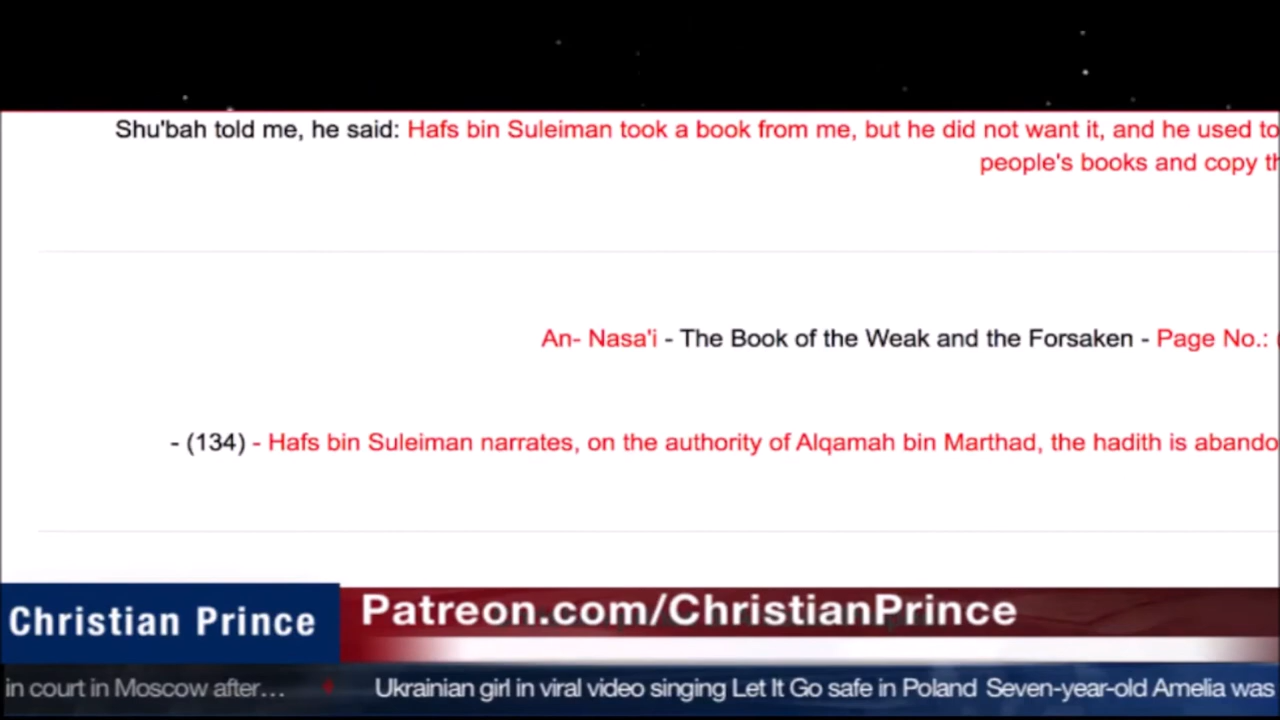 Shu'bah told me, he said: Hafs bin Suleiman took a book from me, but he did not want it, and he used to
people's books and copy th
An- Nasa'i - The Book of the Weak and the Forsaken - Page No.:
- (134) - Hafs bin Suleiman narrates, on the authority of Alqamah bin Marthad, the hadith is abando
Christian Prince
Patreon.com/ChristianPrince
in court in Moscow after… Ukrainian girl in viral video singing Let It Go safe in Poland Seven-year-old Amelia was